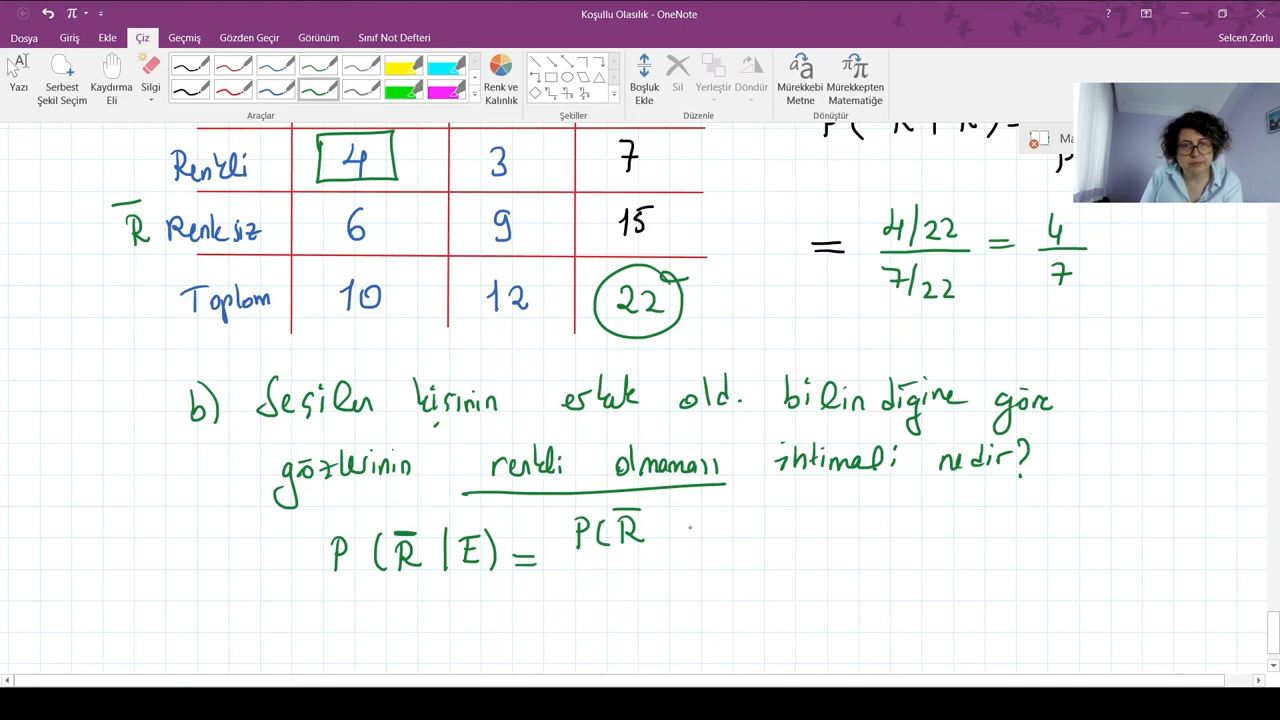 Koşullu Olasılık - OneNote
Dosya Giriş Ekle Çiz Geçmiş Gözden Geçir Görünüm Sınıf Not Defteri Selcen Zorlu
Yazı Serbest Şekil Seçim Kaydırma Eli Silgi Renk ve Kalınlık Boşluk Ekle Sil Yerleştir Döndür Mürekkebi Metne Mürekkepten Matematiğe
Araçlar Şekiller Düzenle Dönüştür
Ma
Renkli 4 3 7
R̅ Renksiz 6 9 15
= 4/22 / 7/22 = 4/7
Toplam 10 12 22
b) Seçilen kişinin erkek old. bilindiğine göre
gözlerinin renkli olmaması ihtimali nedir?
P (R̅ | E) = P(R̅